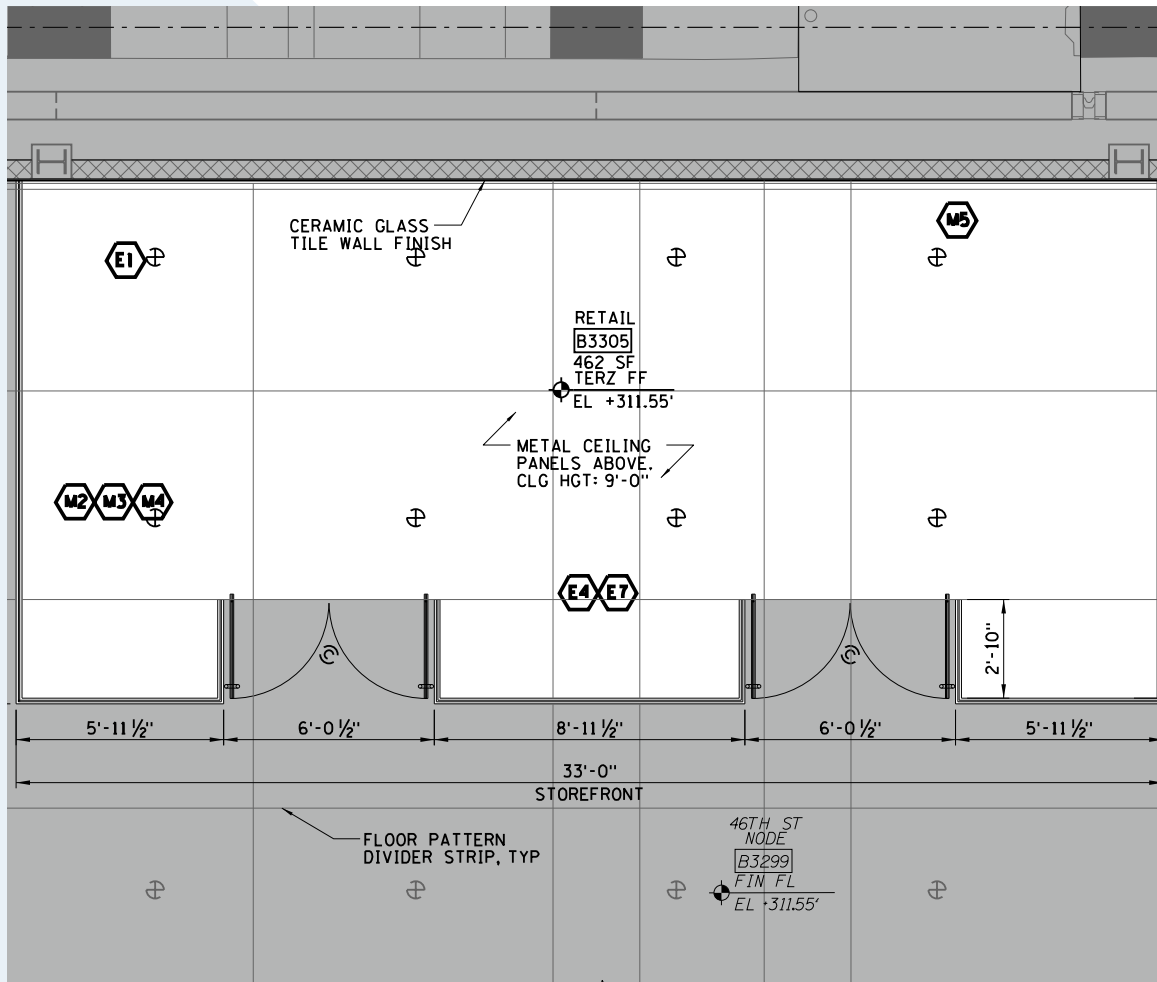 CERAMIC GLASS
TILE WALL FINISH
M5
E1
RETAIL
B3305
462 SF
TERZ FF
EL +311.55'
METAL CEILING
PANELS ABOVE,
CLG HGT: 9'-0"
M2 M3 M4
E4 E7
2'-10"
5'-11 ½" 6'-0 ½" 8'-11 ½" 6'-0 ½" 5'-11 ½"
33'-0"
STOREFRONT
FLOOR PATTERN
DIVIDER STRIP, TYP
46TH ST
NODE
B3299
FIN FL
EL +311.55'